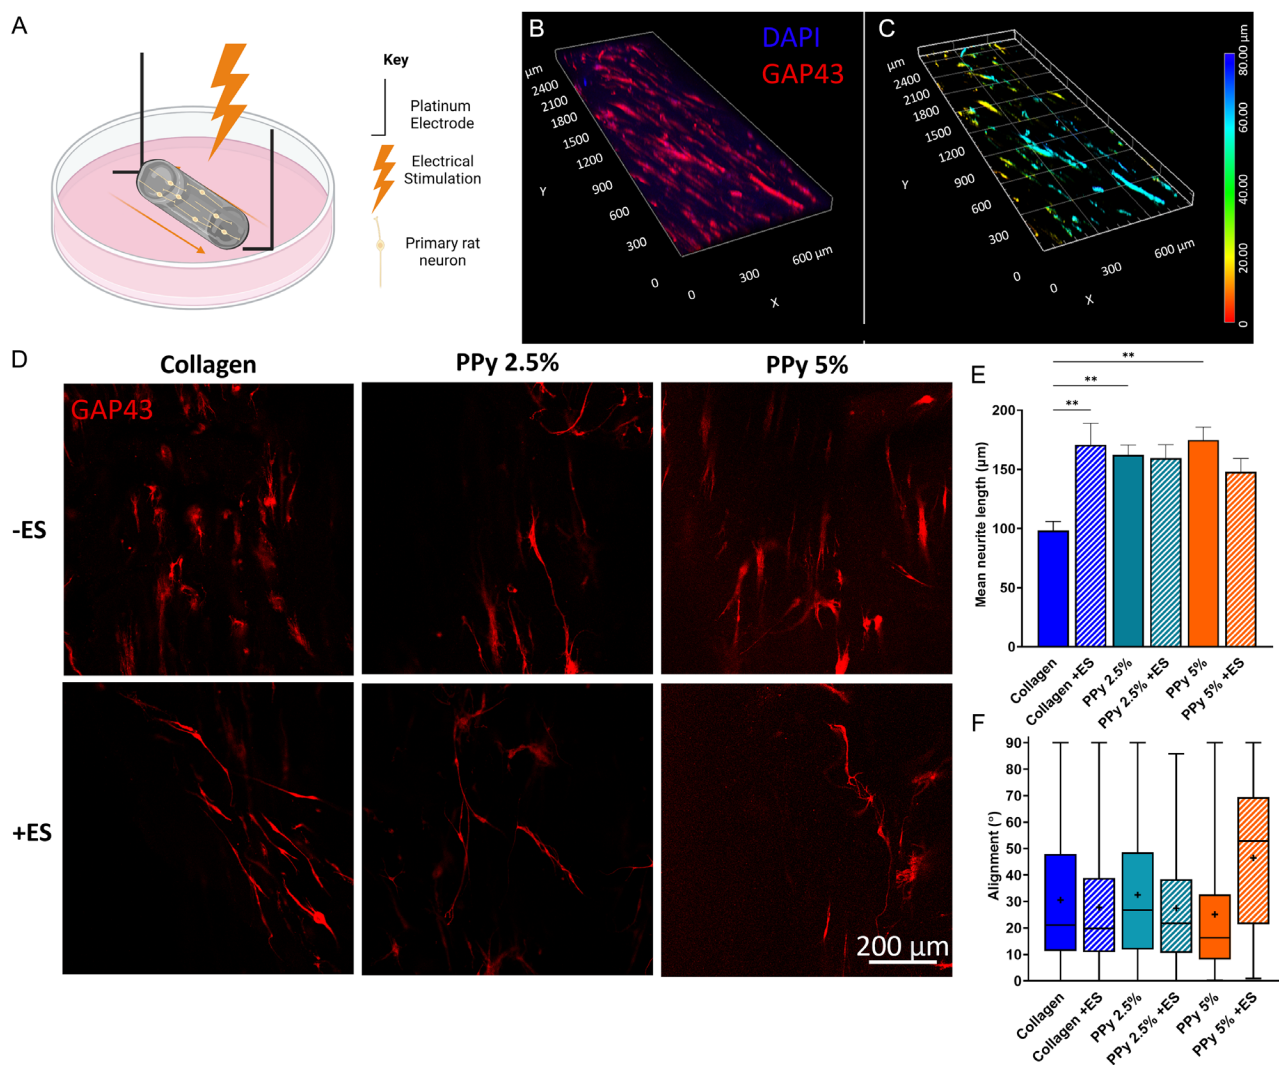 A
Key
Platinum
Electrode
Electrical
Stimulation
Primary rat
neuron
B
DAPI
GAP43
µm
2400
2100
1800
1500
1200
900
600
300
0
Y
0
300
600 µm
X
C
µm
2400
2100
1800
1500
1200
900
600
300
0
Y
0
300
600 µm
X
80.00 µm
60.00
40.00
20.00
0
D
Collagen
PPy 2.5%
PPy 5%
GAP43
-ES
+ES
200 µm
E
**
**
**
Mean neurite length (µm)
200
150
100
50
0
Collagen
Collagen +ES
PPy 2.5%
PPy 2.5% +ES
PPy 5%
PPy 5% +ES
F
Alignment (°)
90
80
70
60
50
40
30
20
10
0
Collagen
Collagen +ES
PPy 2.5%
PPy 2.5% +ES
PPy 5%
PPy 5% +ES